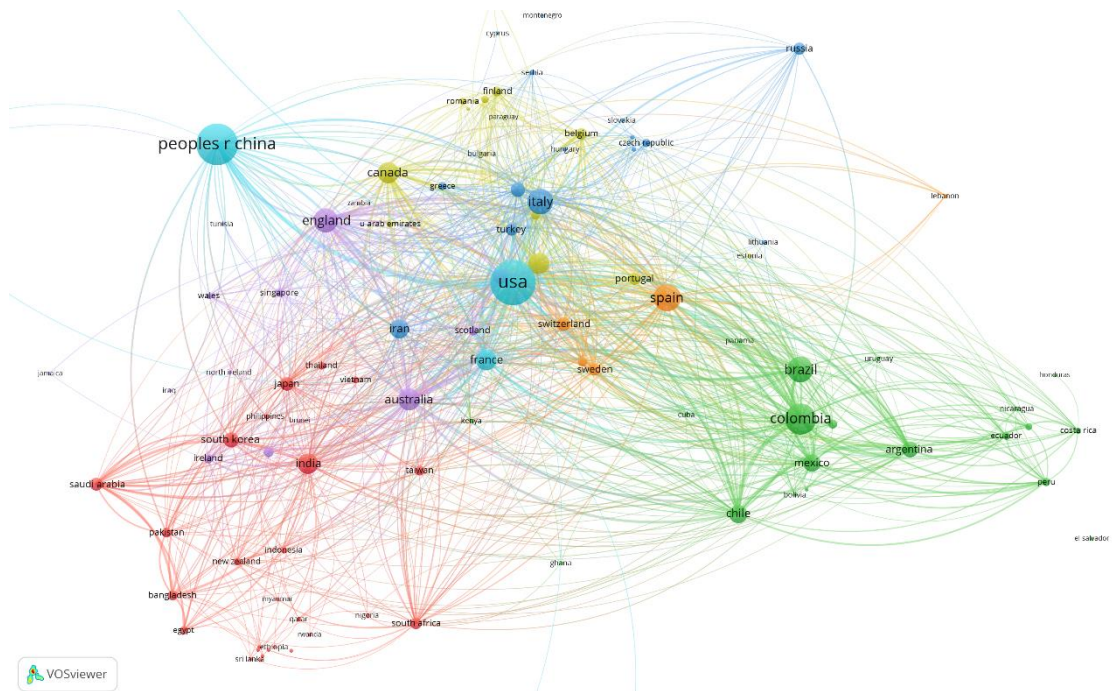 montenegro
cyprus
russia
serbia
finland
romania
paraguay
slovakia
belgium
peoples r china
czech republic
hungary
bulgaria
canada
greece
lebanon
italy
zambia
england
tunisia
u arab emirates
turkey
lithuania
estonia
usa
portugal
singapore
wales
spain
switzerland
iran
scotland
panama
france
uruguay
thailand
sweden
brazil
jamaica
north ireland
vietnam
japan
honduras
iraq
australia
nicaragua
philippines
cuba
colombia
brunei
kenya
costa rica
south korea
ecuador
argentina
ireland
india
mexico
taiwan
saudi arabia
peru
bolivia
chile
pakistan
el salvador
indonesia
new zealand
ghana
bangladesh
myanmar
nigeria
qatar
south africa
egypt
rwanda
ethiopia
sri lanka
VOSviewer